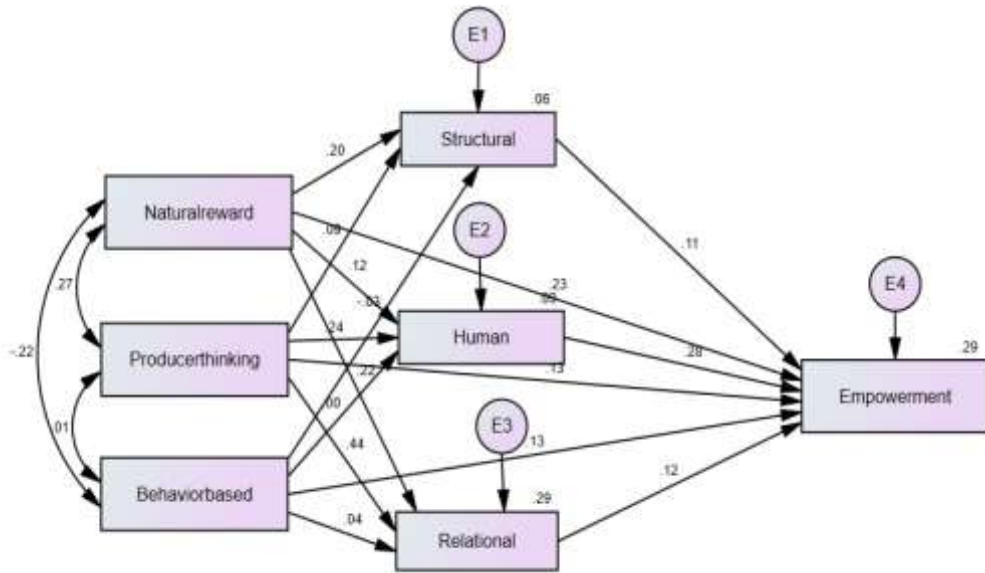 E1
.06
Structural
.20
Naturalreward
E2
.09
.11
.12
.23
E4
.27
-.03
.24
Human
.28
.29
-.22
Producerthinking
.22
.13
Empowerment
.00
E3
.01
.44
.13
.12
Behaviorbased
.29
.04
Relational